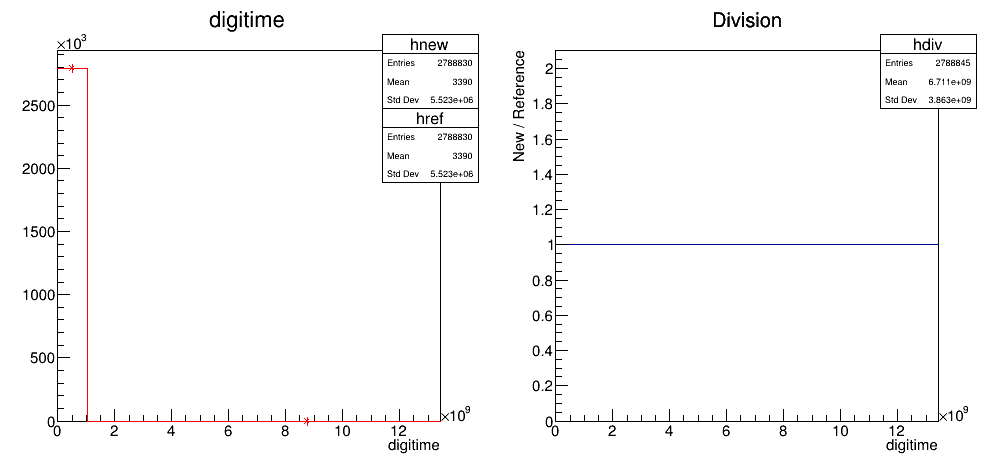 digitime
×10³
hnew
Entries 2788830
Mean 3390
Std Dev 5.523e+06
href
Entries 2788830
Mean 3390
Std Dev 5.523e+06
2500
2000
1500
1000
500
0
0 2 4 6 8 10 12
×10⁹
digitime
Division
hdiv
Entries 2788845
Mean 6.711e+09
Std Dev 3.863e+09
New / Reference
2
1.8
1.6
1.4
1.2
1
0.8
0.6
0.4
0.2
0
0 2 4 6 8 10 12
×10⁹
digitime